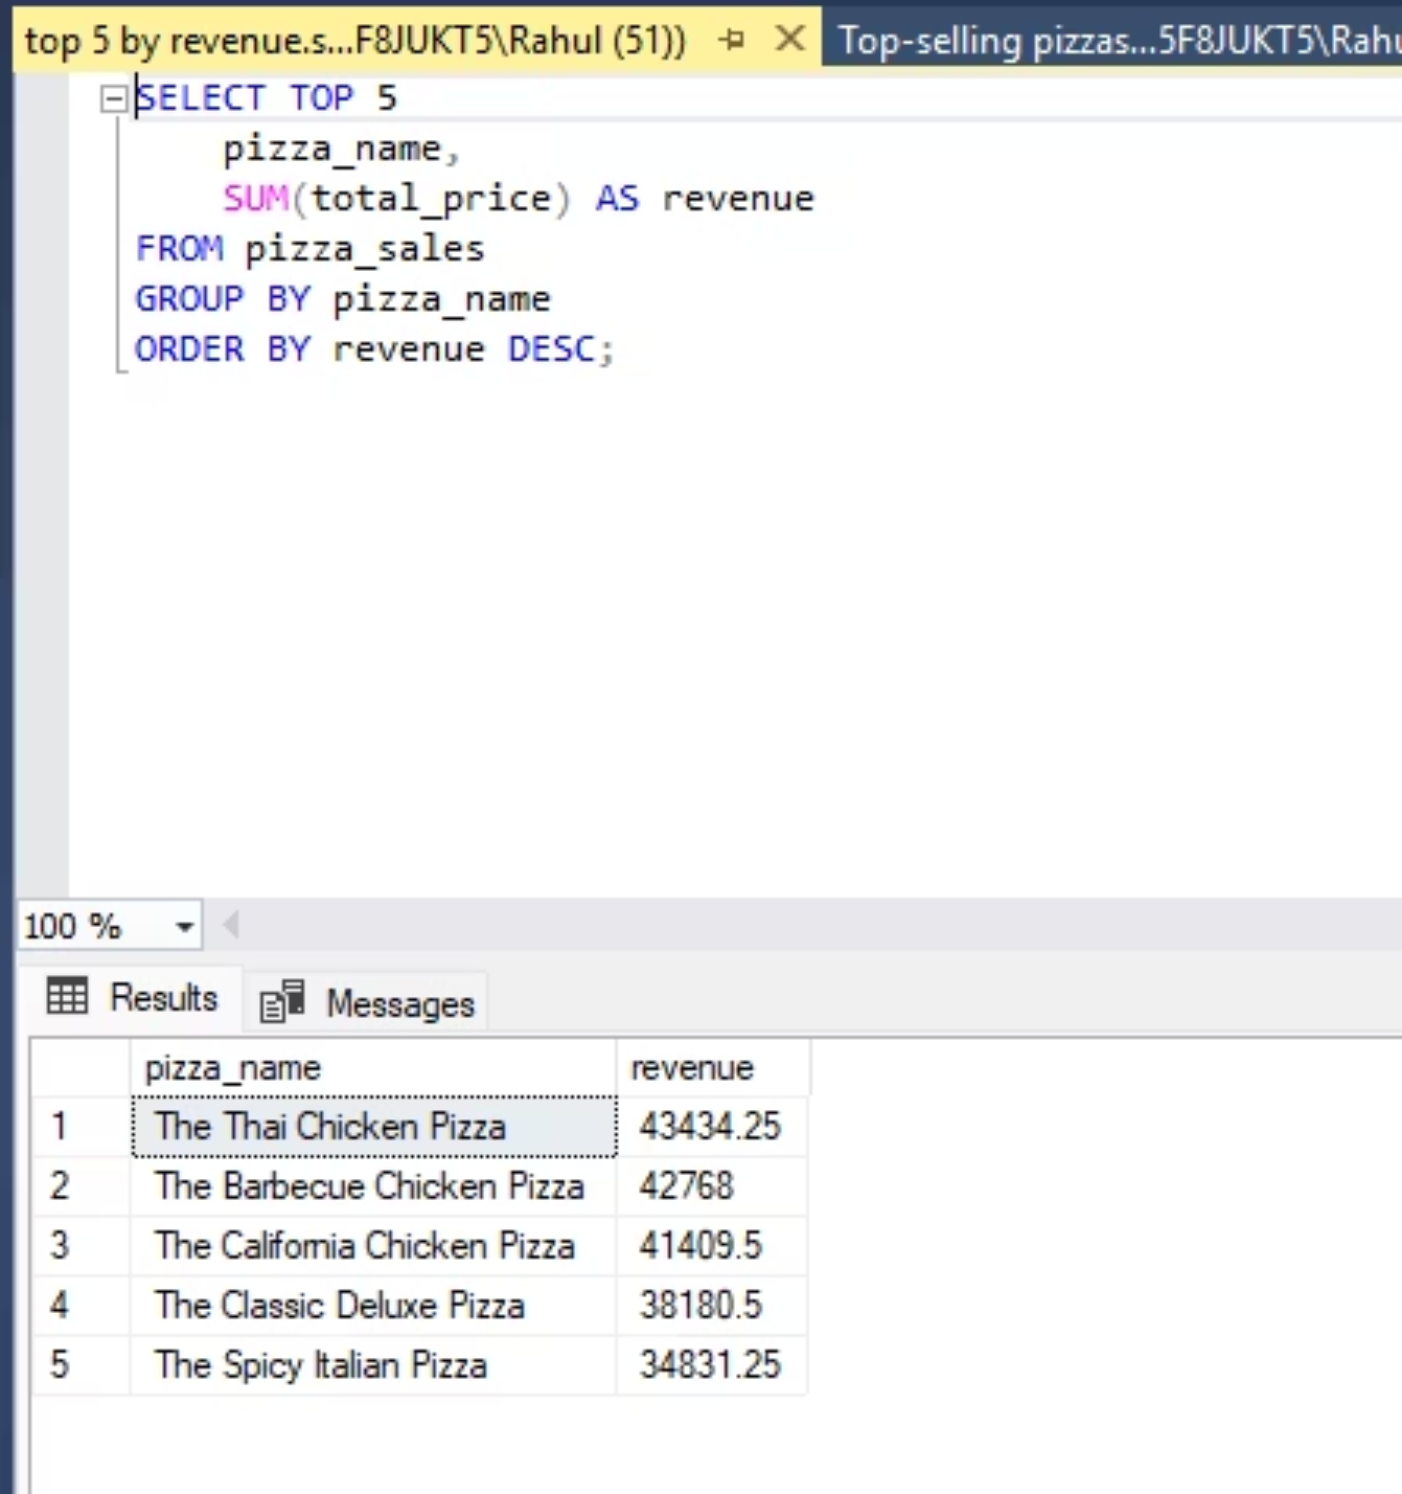 top 5 by revenue.s...F8JUKT5\Rahul (51))
Top-selling pizzas...5F8JUKT5\Rahu
SELECT TOP 5
pizza_name,
SUM(total_price) AS revenue
FROM pizza_sales
GROUP BY pizza_name
ORDER BY revenue DESC;
100 %
Results
Messages
pizza_name revenue
1 The Thai Chicken Pizza 43434.25
2 The Barbecue Chicken Pizza 42768
3 The California Chicken Pizza 41409.5
4 The Classic Deluxe Pizza 38180.5
5 The Spicy Italian Pizza 34831.25